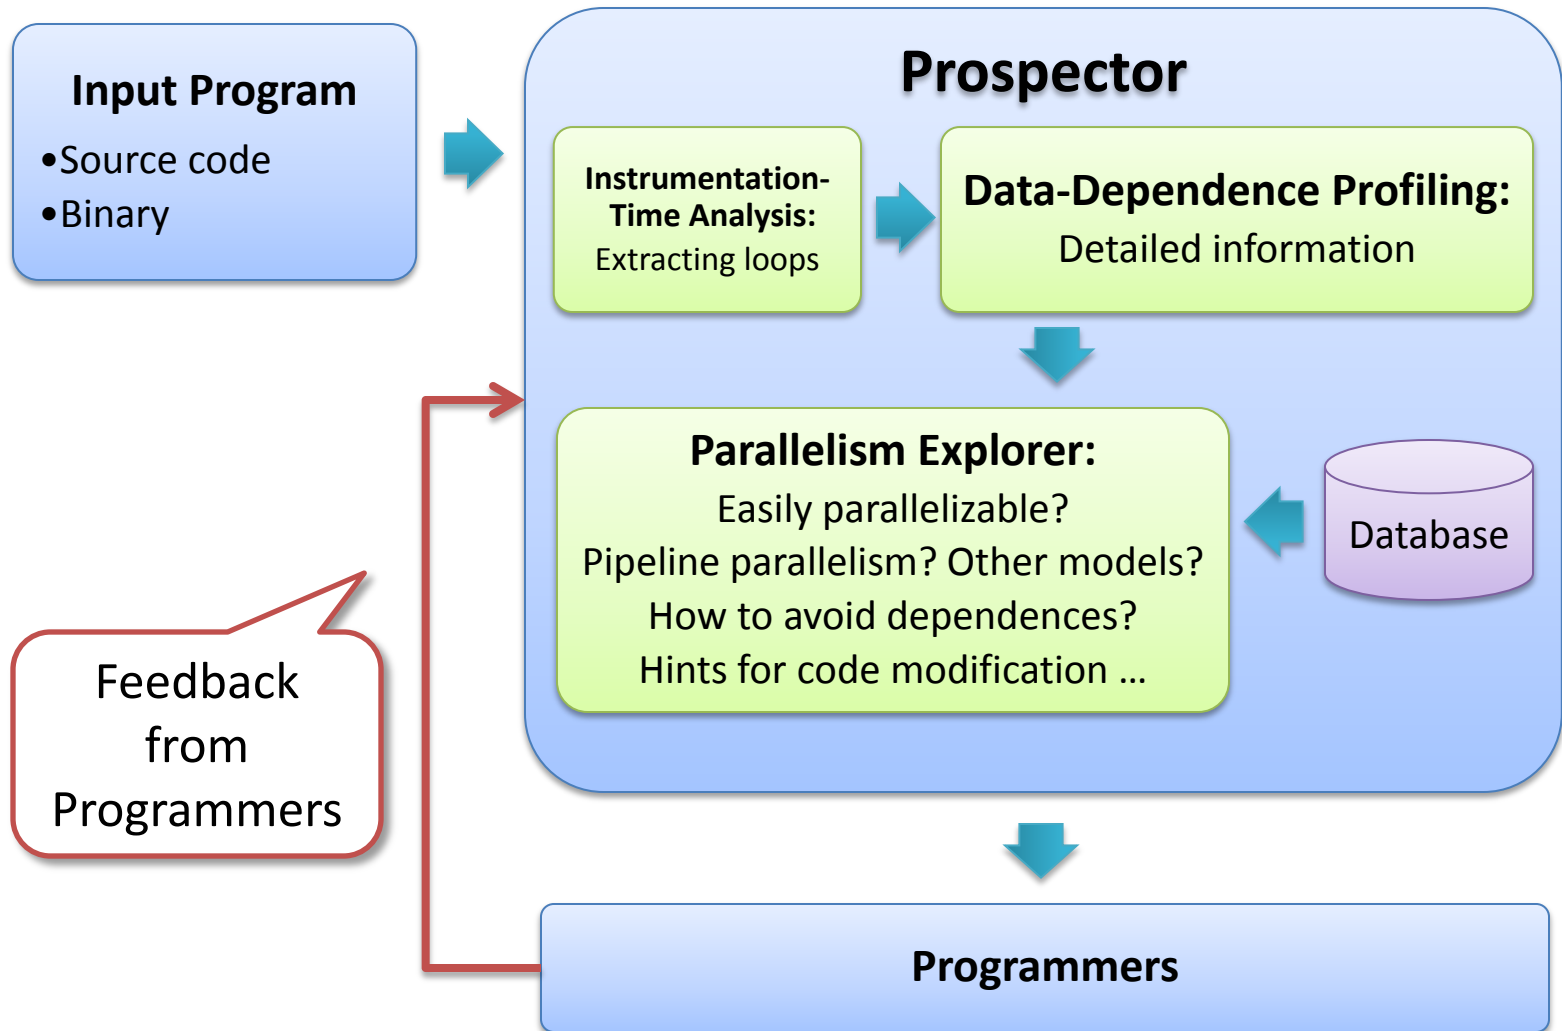 Input Program
•Source code
•Binary
Prospector
Instrumentation-
Time Analysis:
Extracting loops
Data-Dependence Profiling:
Detailed information
Parallelism Explorer:
Easily parallelizable?
Pipeline parallelism? Other models?
How to avoid dependences?
Hints for code modification ...
Database
Feedback
from
Programmers
Programmers